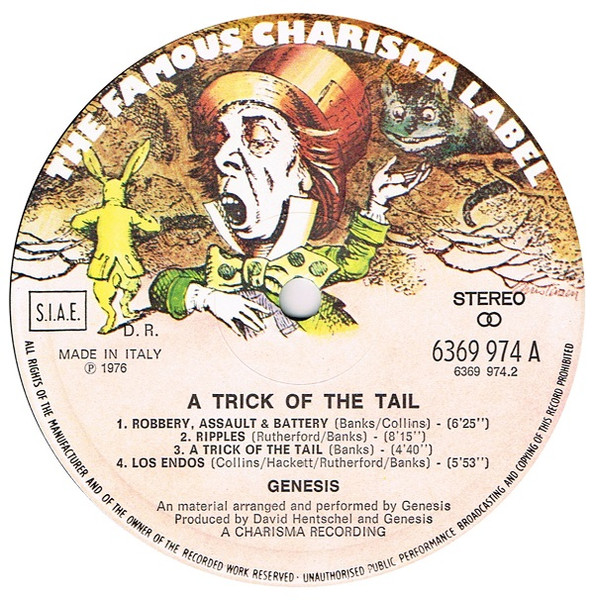 THE FAMOUS CHARISMA LABEL
S.I.A.E.
D. R.
MADE IN ITALY
℗ 1976
STEREO
6369 974 A
6369 974.2
A TRICK OF THE TAIL
1. ROBBERY, ASSAULT & BATTERY (Banks/Collins) - (6'25'')
2. RIPPLES (Rutherford/Banks) - (8'15'')
3. A TRICK OF THE TAIL (Banks) - (4'40'')
4. LOS ENDOS (Collins/Hackett/Rutherford/Banks) - (5'53'')
GENESIS
An material arranged and performed by Genesis
Produced by David Hentschel and Genesis
A CHARISMA RECORDING
ALL RIGHTS OF THE MANUFACTURER AND OF THE OWNER OF THE RECORDED WORK RESERVED - UNAUTHORISED PUBLIC PERFORMANCE BROADCASTING AND COPYING OF THIS RECORD PROHIBITED